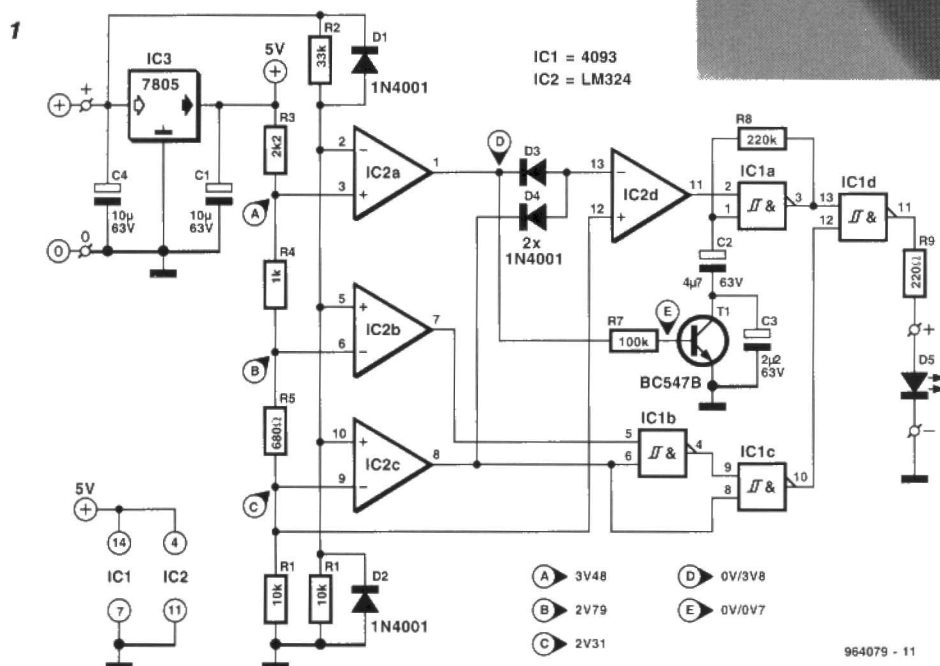 1
IC3
7805
5V
C4
10µ
63V
C1
10µ
63V
0
R2
33k
D1
1N4001
IC1 = 4093
IC2 = LM324
R3
2k2
A
R4
1k
B
R5
680Ω
C
R1
10k
R1
10k
D2
1N4001
2
3
IC2a
1
5
6
IC2b
7
10
9
IC2c
8
D
D3
D4
2x
1N4001
13
12
IC2d
11
R8
220k
IC1a
2
1
&
3
C2
4µ7
63V
R7
100k
E
T1
BC547B
C3
2µ2
63V
IC1b
5
6
&
4
IC1c
9
8
&
10
IC1d
13
12
&
11
R9
220Ω
D5
5V
14
4
IC1
IC2
7
11
A 3V48
B 2V79
C 2V31
D 0V/3V8
E 0V/0V7
964079 - 11